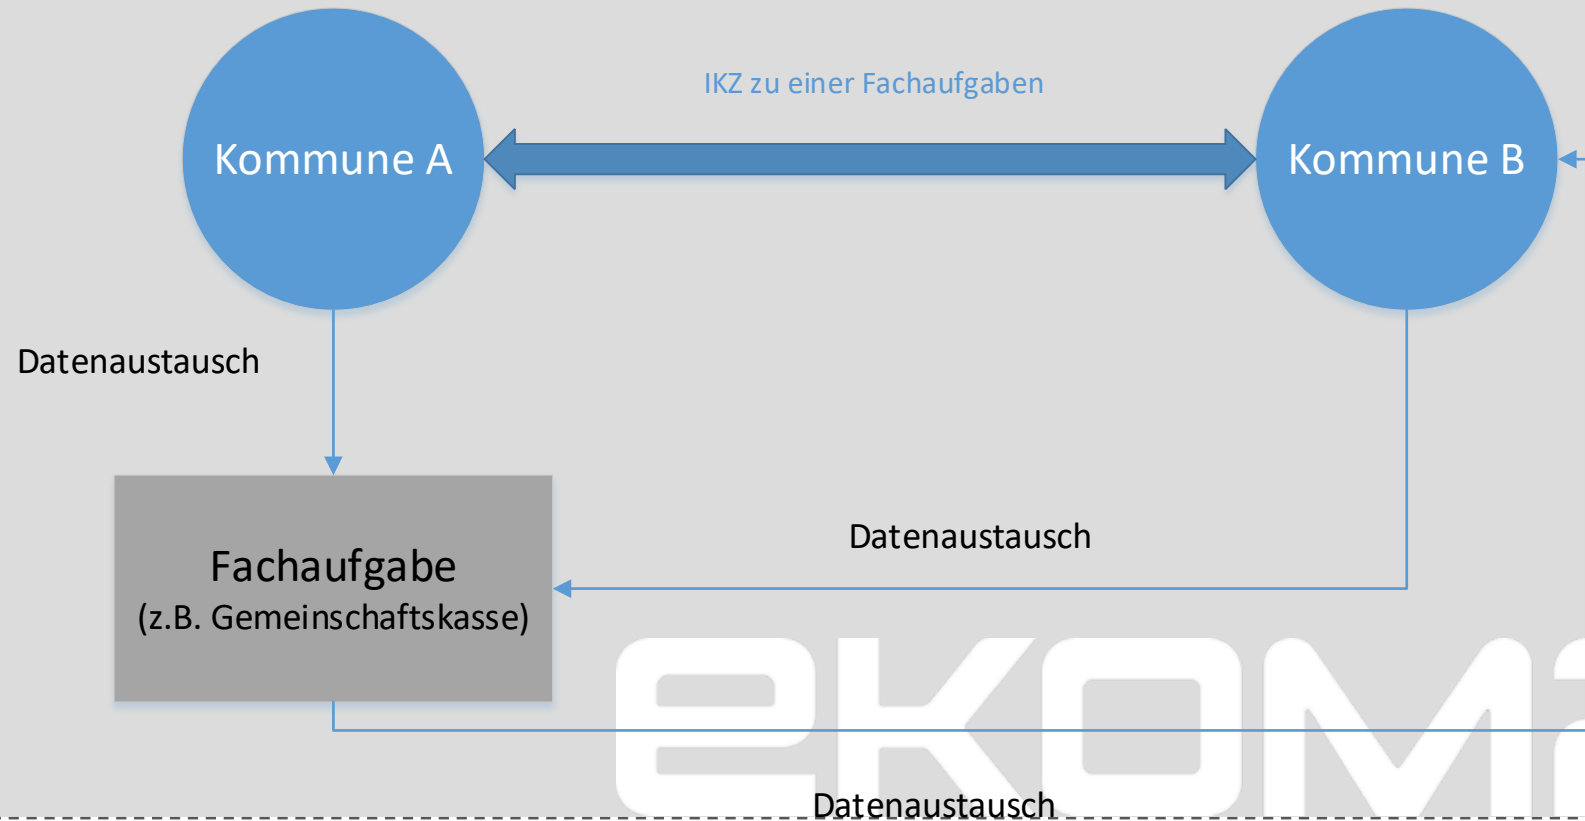 IKZ zu einer Fachaufgaben
Kommune A
Kommune B
Datenaustausch
Datenaustausch
Fachaufgabe
(z.B. Gemeinschaftskasse)
Datenaustausch